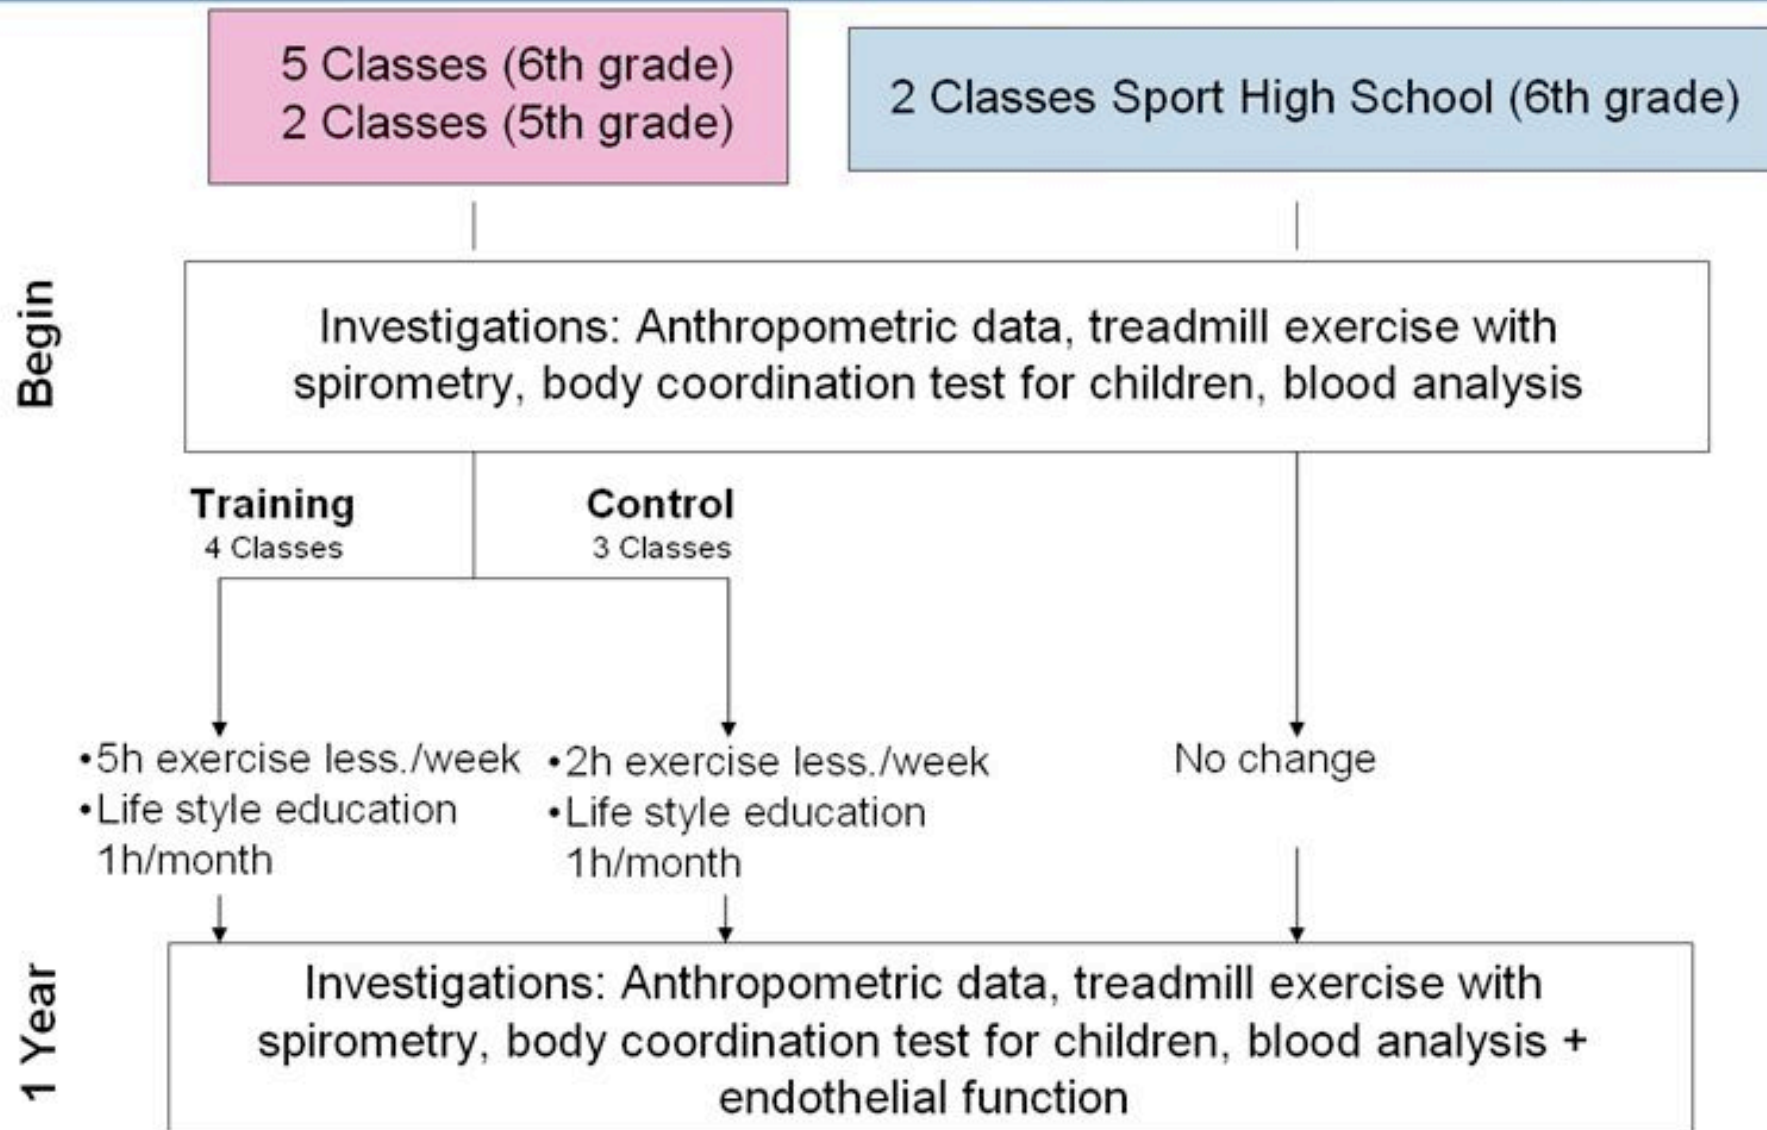 5 Classes (6th grade)
2 Classes (5th grade)
2 Classes Sport High School (6th grade)
Begin
Investigations: Anthropometric data, treadmill exercise with
spirometry, body coordination test for children, blood analysis
Training
4 Classes
Control
3 Classes
•5h exercise less./week
•Life style education
1h/month
•2h exercise less./week
•Life style education
1h/month
No change
1 Year
Investigations: Anthropometric data, treadmill exercise with
spirometry, body coordination test for children, blood analysis +
endothelial function